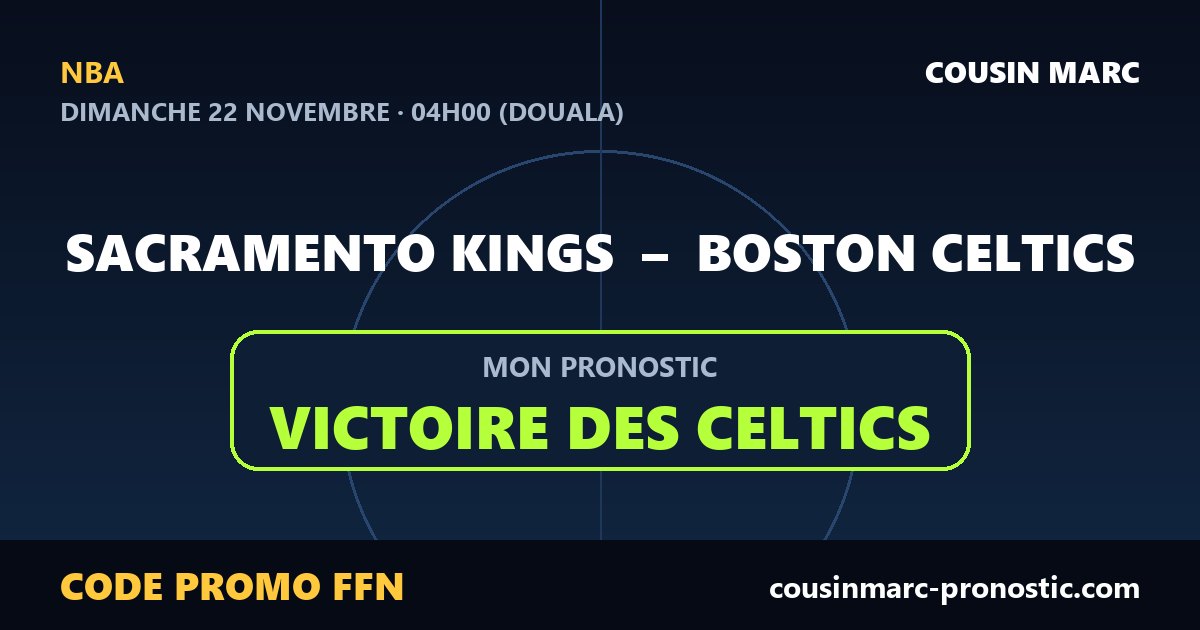 NBA
COUSIN MARC
DIMANCHE 22 NOVEMBRE · 04H00 (DOUALA)
SACRAMENTO KINGS – BOSTON CELTICS
MON PRONOSTIC
VICTOIRE DES CELTICS
CODE PROMO FFN
cousinmarc-pronostic.com